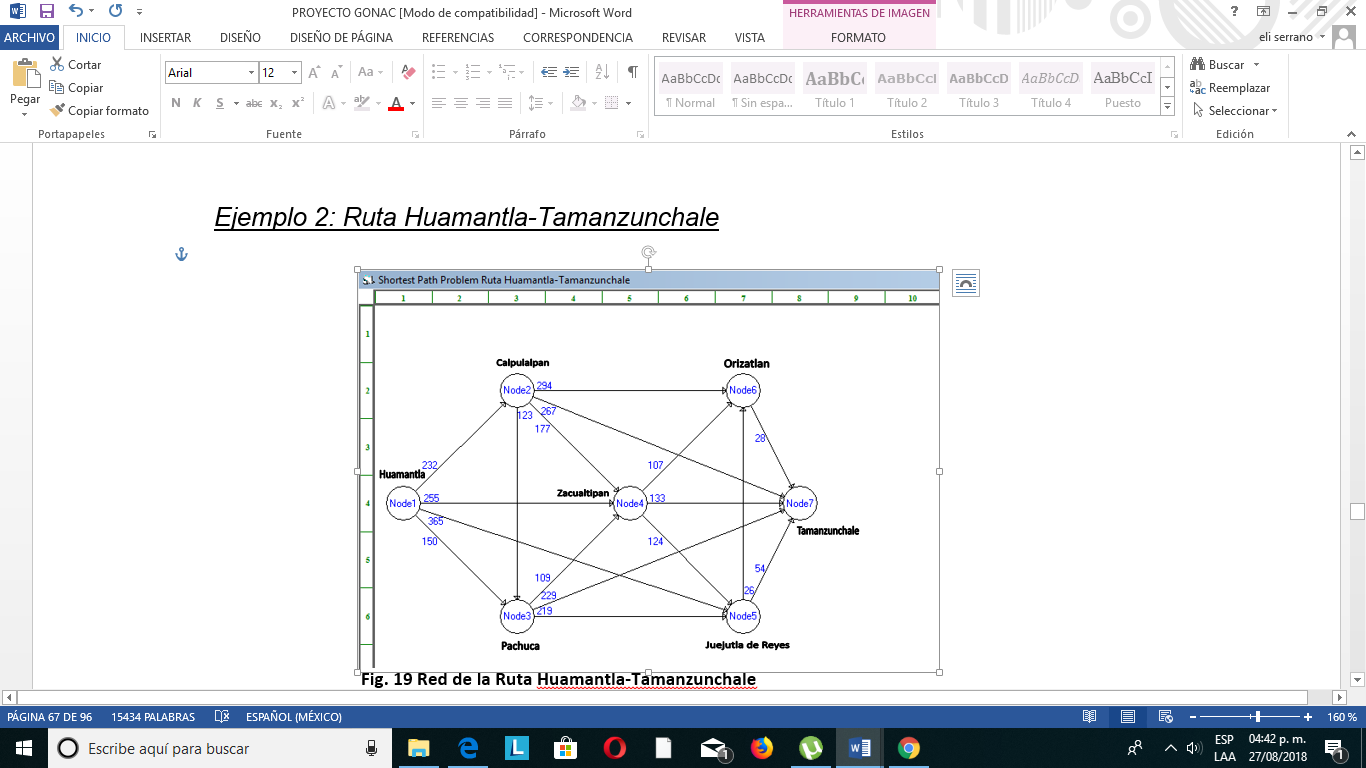 PROYECTO GONAC [Modo de compatibilidad] - Microsoft Word
HERRAMIENTAS DE IMAGEN
ARCHIVO INICIO INSERTAR DISEÑO DISEÑO DE PÁGINA REFERENCIAS CORRESPONDENCIA REVISAR VISTA FORMATO eli serrano
Pegar
Cortar
Copiar
Copiar formato
Arial 12
N K S abc x₂ x²
AaBbCcDc AaBbCcDc AaBbCc AaBbCcI AaBbCcD AaBbCcD AaBbCcI
¶ Normal ¶ Sin espa... Título 1 Título 2 Título 3 Título 4 Puesto
Buscar
Reemplazar
Seleccionar
Portapapeles Fuente Párrafo Estilos Edición
Ejemplo 2: Ruta Huamantla-Tamanzunchale
Shortest Path Problem Ruta Huamantla-Tamanzunchale
1 2 3 4 5 6 7 8 9 10
1
2
3
4
5
6
Calpulalpan Orizatlan
Node2 294 Node6
123 267
177
28
232 107
Huamantla
Zacualtipan
Node1 255 Node4 133 Node7
365
Tamanzunchale
150 124
54
109
229 26
Node3 219 Node5
Pachuca Juejutla de Reyes
Fig. 19 Red de la Ruta Huamantla-Tamanzunchale
PÁGINA 67 DE 96 15434 PALABRAS ESPAÑOL (MÉXICO) 160 %
Escribe aquí para buscar
ESP 04:42 p. m.
LAA 27/08/2018